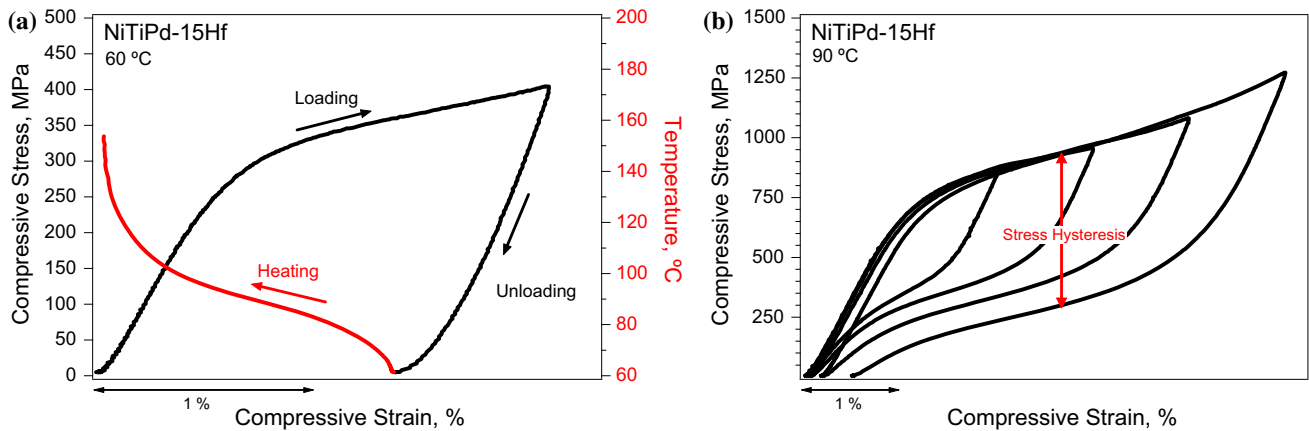 (a)
NiTiPd-15Hf
60 ºC
Compressive Stress, MPa
500
450
400
350
300
250
200
150
100
50
0
Loading
Unloading
Heating
200
180
160
140
120
100
80
60
Temperature, ºC
1 %
Compressive Strain, %
(b)
NiTiPd-15Hf
90 ºC
Compressive Stress, MPa
1500
1250
1000
750
500
250
Stress Hysteresis
1 %
Compressive Strain, %